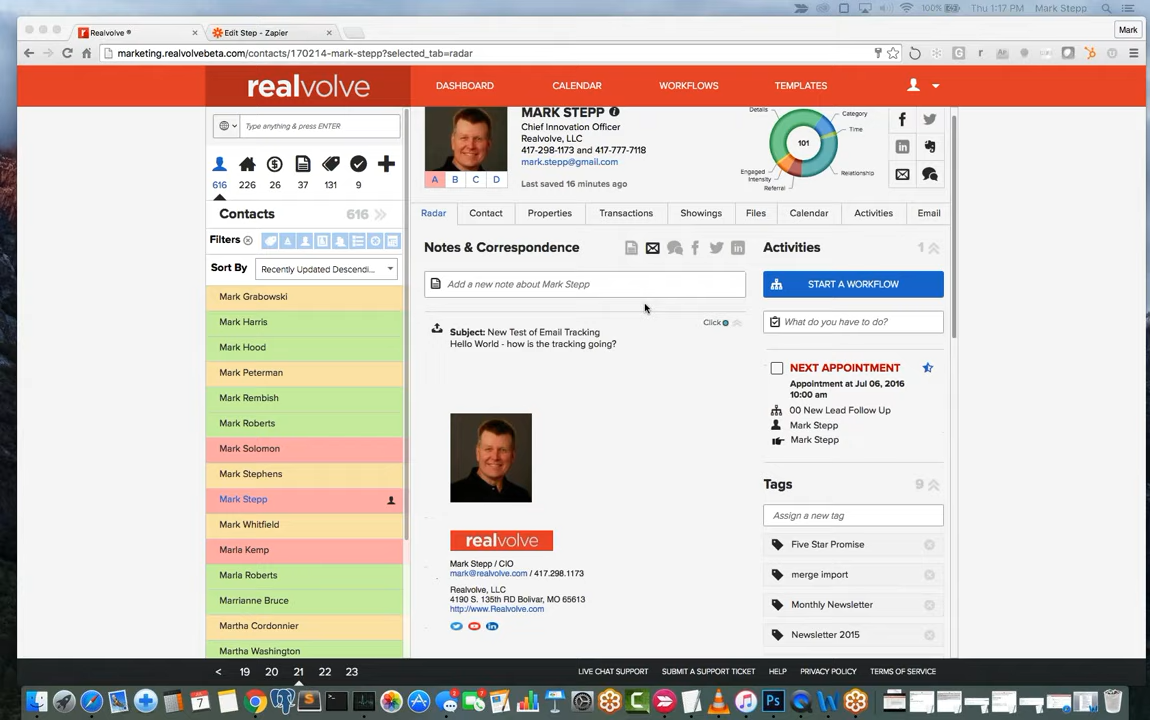 100% Thu 1:17 PM Mark Stepp
Realvolve ® Edit Step - Zapier Mark
marketing.realvolvebeta.com/contacts/170214-mark-stepp?selected_tab=radar
realvolve DASHBOARD CALENDAR WORKFLOWS TEMPLATES
Type anything & press ENTER
616 226 26 37 131 9
Contacts 616
Filters
Sort By Recently Updated Descendi...
Mark Grabowski
Mark Harris
Mark Hood
Mark Peterman
Mark Rembish
Mark Roberts
Mark Solomon
Mark Stephens
Mark Stepp
Mark Whitfield
Marla Kemp
Marla Roberts
Marrianne Bruce
Martha Cordonnier
Martha Washington
< 19 20 21 22 23
MARK STEPP
Chief Innovation Officer
Realvolve, LLC
417-298-1173 and 417-777-7118
mark.stepp@gmail.com
A B C D
Last saved 16 minutes ago
Details
Category
Time
101
Engaged
Intensity
Relationship
Referral
Radar Contact Properties Transactions Showings Files Calendar Activities Email
Notes & Correspondence
Add a new note about Mark Stepp
Click
Subject: New Test of Email Tracking
Hello World - how is the tracking going?
realvolve
Mark Stepp / CIO
mark@realvolve.com / 417.298.1173
Realvolve, LLC
4190 S. 135th RD Bolivar, MO 65613
http://www.Realvolve.com
Activities 1
START A WORKFLOW
What do you have to do?
NEXT APPOINTMENT
Appointment at Jul 06, 2016
10:00 am
00 New Lead Follow Up
Mark Stepp
Mark Stepp
Tags 9
Assign a new tag
Five Star Promise
merge import
Monthly Newsletter
Newsletter 2015
LIVE CHAT SUPPORT SUBMIT A SUPPORT TICKET HELP PRIVACY POLICY TERMS OF SERVICE